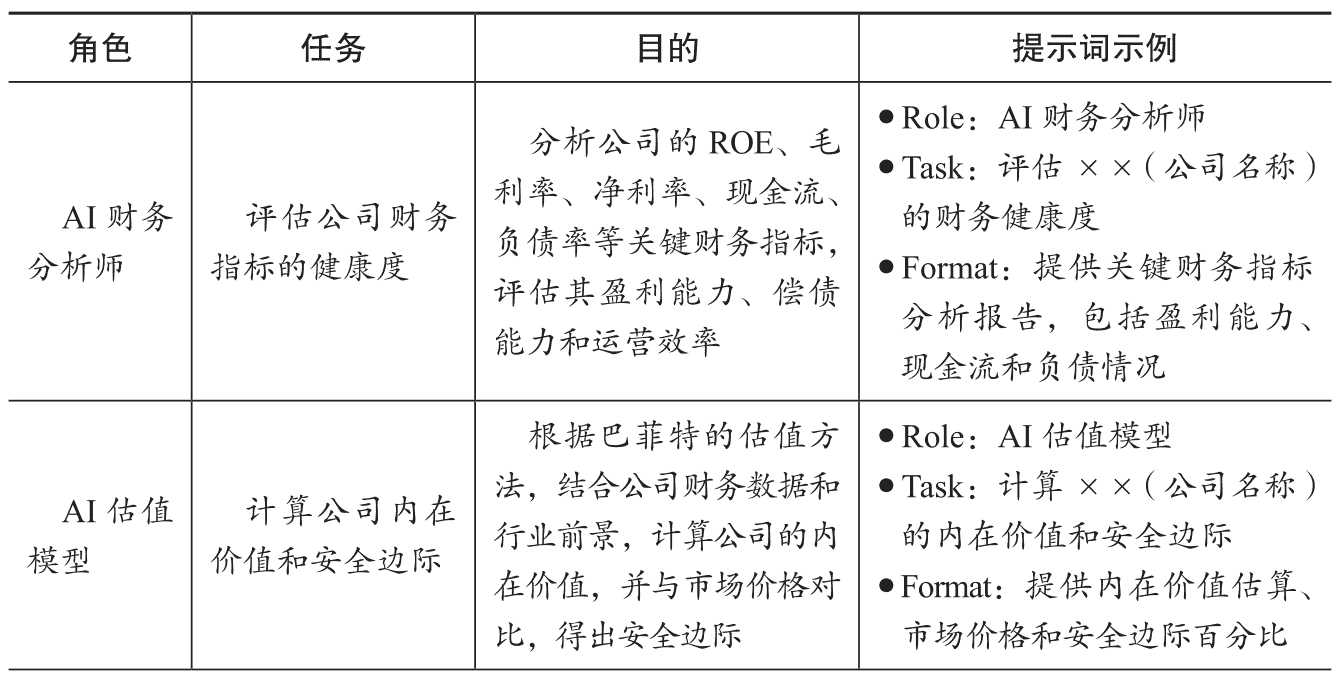 角色 任务 目的 提示词示例
AI 财务
分析师
评估公司财务
指标的健康度
分析公司的 ROE、毛
利率、净利率、现金流、
负债率等关键财务指标，
评估其盈利能力、偿债
能力和运营效率
●Role：AI 财务分析师
●Task：评估 ××（公司名称）
的财务健康度
●Format：提供关键财务指标
分析报告，包括盈利能力、
现金流和负债情况
AI 估值
模型
计算公司内在
价值和安全边际
根据巴菲特的估值方
法，结合公司财务数据和
行业前景，计算公司的内
在价值，并与市场价格对
比，得出安全边际
●Role：AI 估值模型
●Task：计算 ××（公司名称）
的内在价值和安全边际
●Format：提供内在价值估算、
市场价格和安全边际百分比